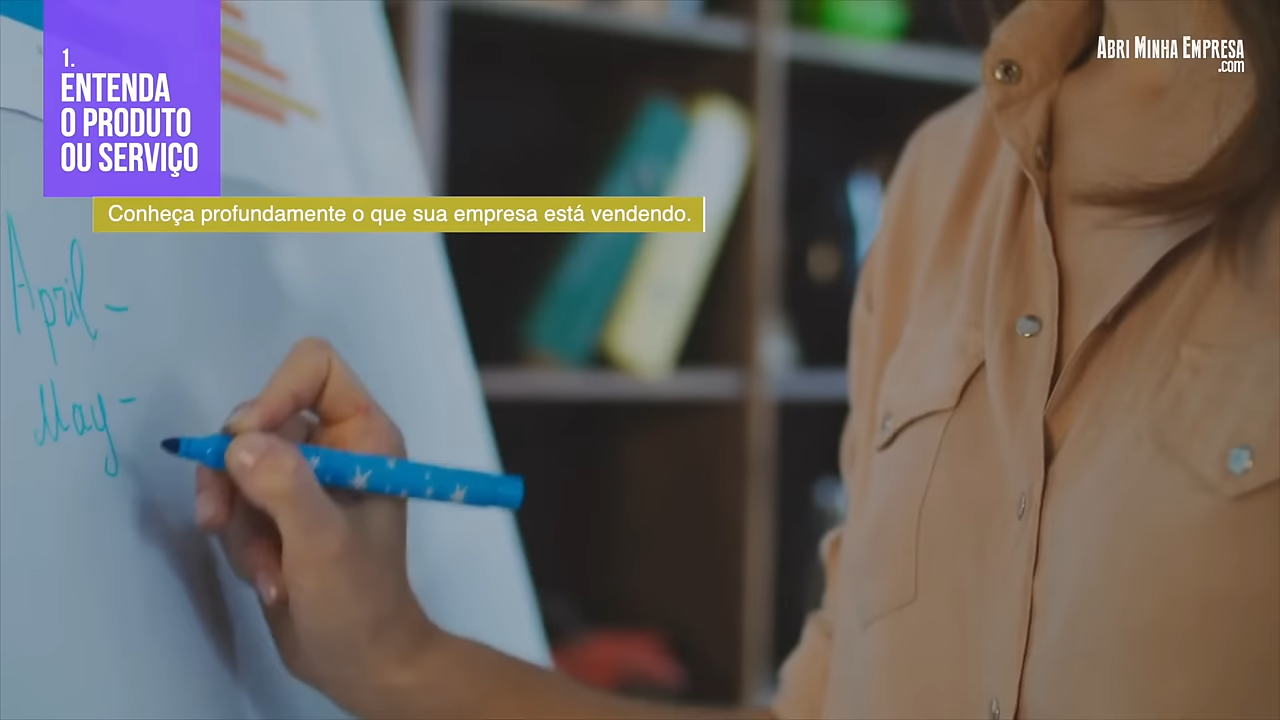 1.
ENTENDA
O PRODUTO
OU SERVIÇO
ABRI MINHA EMPRESA
.com
Conheça profundamente o que sua empresa está vendendo.
April -
May -